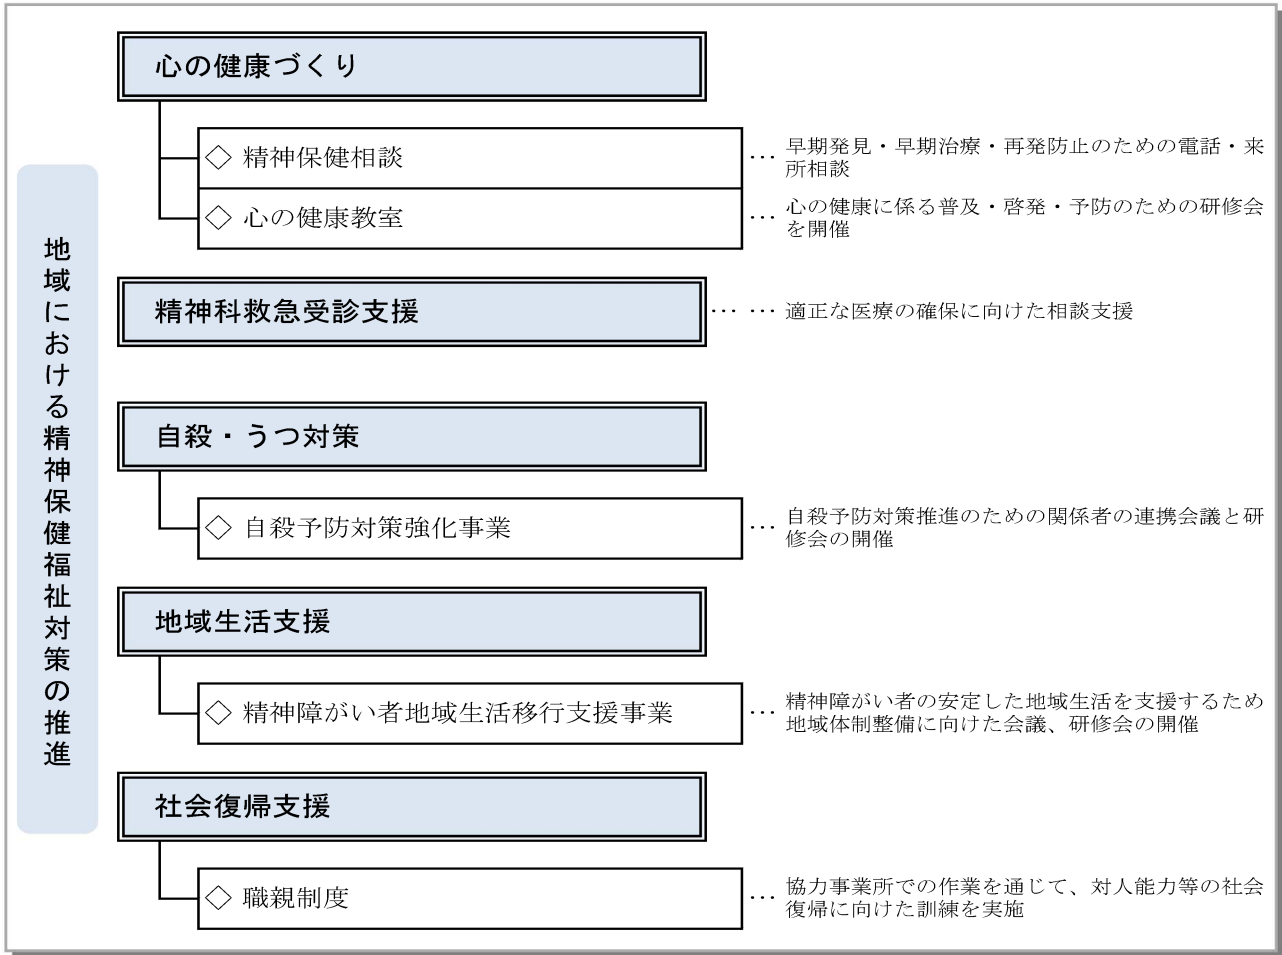 地域における精神保健福祉対策の推進
心の健康づくり
◇ 精神保健相談
… 早期発見・早期治療・再発防止のための電話・来
所相談
◇ 心の健康教室
… 心の健康に係る普及・啓発・予防のための研修会
を開催
精神科救急受診支援
… … 適正な医療の確保に向けた相談支援
自殺・うつ対策
◇ 自殺予防対策強化事業
… 自殺予防対策推進のための関係者の連携会議と研
修会の開催
地域生活支援
◇ 精神障がい者地域生活移行支援事業
… 精神障がい者の安定した地域生活を支援するため
地域体制整備に向けた会議、研修会の開催
社会復帰支援
◇ 職親制度
… 協力事業所での作業を通じて、対人能力等の社会
復帰に向けた訓練を実施